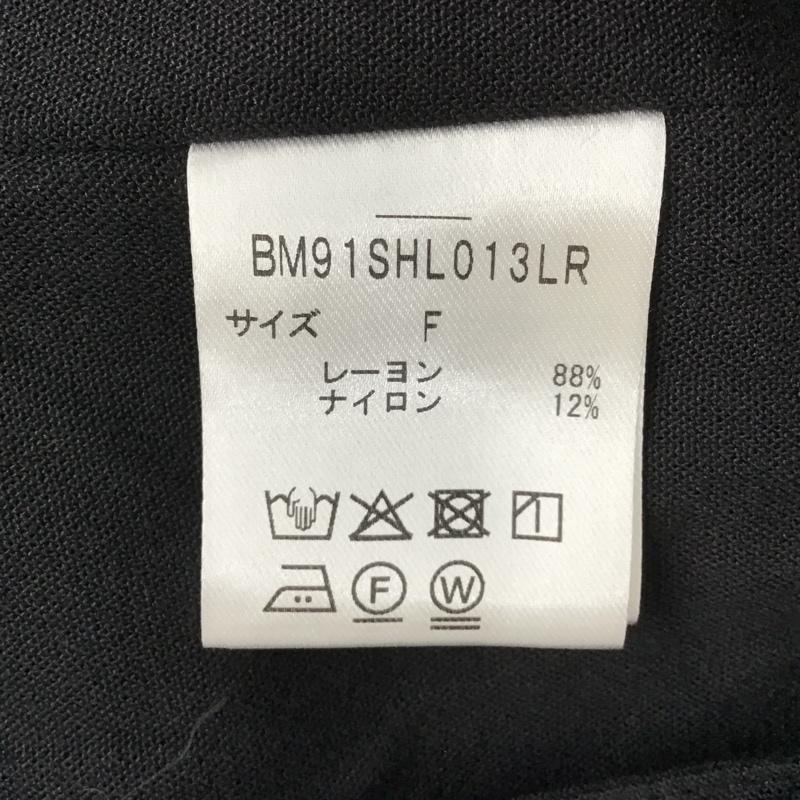 BM91SHL013LR
サイズ F
レーヨン 88%
ナイロン 12%
F W